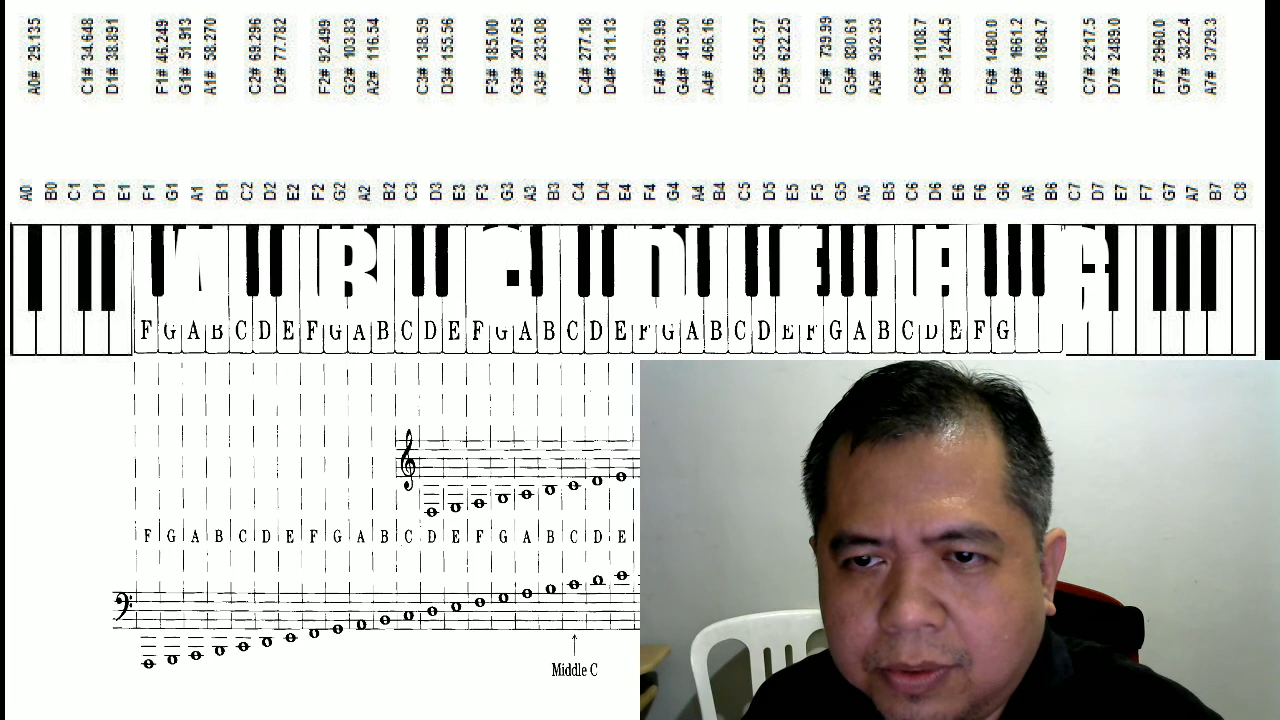 A0# 29.135 C1# 34.648 D1# 38.891 F1# 46.249 G1# 51.913 A1# 58.270 C2# 69.296 D2# 77.782 F2# 92.499 G2# 103.83 A2# 116.54 C3# 138.59 D3# 155.56 F3# 185.00 G3# 207.65 A3# 233.08 C4# 277.18 D4# 311.13 F4# 369.99 G4# 415.30 A4# 466.16 C5# 554.37 D5# 622.25 F5# 739.99 G5# 830.61 A5# 932.33 C6# 1108.7 D6# 1244.5 F6# 1480.0 G6# 1661.2 A6# 1864.7 C7# 2217.5 D7# 2489.0 F7# 2960.0 G7# 3322.4 A7# 3729.3
A0 B0 C1 D1 E1 F1 G1 A1 B1 C2 D2 E2 F2 G2 A2 B2 C3 D3 E3 F3 G3 A3 B3 C4 D4 E4 F4 G4 A4 B4 C5 D5 E5 F5 G5 A5 B5 C6 D6 E6 F6 G6 A6 B6 C7 D7 E7 F7 G7 A7 B7 C8
F G A B C D E F G A B C D E F G A B C D E F G A B C D E F G A B C D E F G
F G A B C D E F G A B C D E F G A B C D E
Middle C